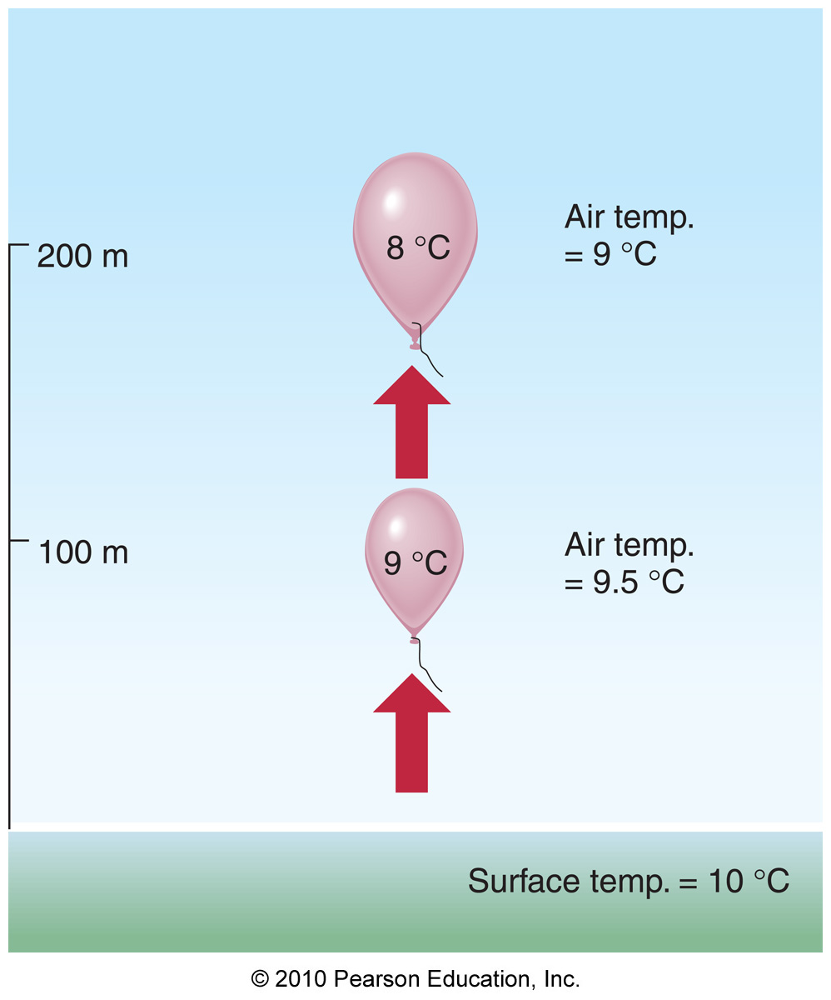 8 °C
Air temp.
= 9 °C
200 m
9 °C
Air temp.
= 9.5 °C
100 m
Surface temp. = 10 °C
© 2010 Pearson Education, Inc.